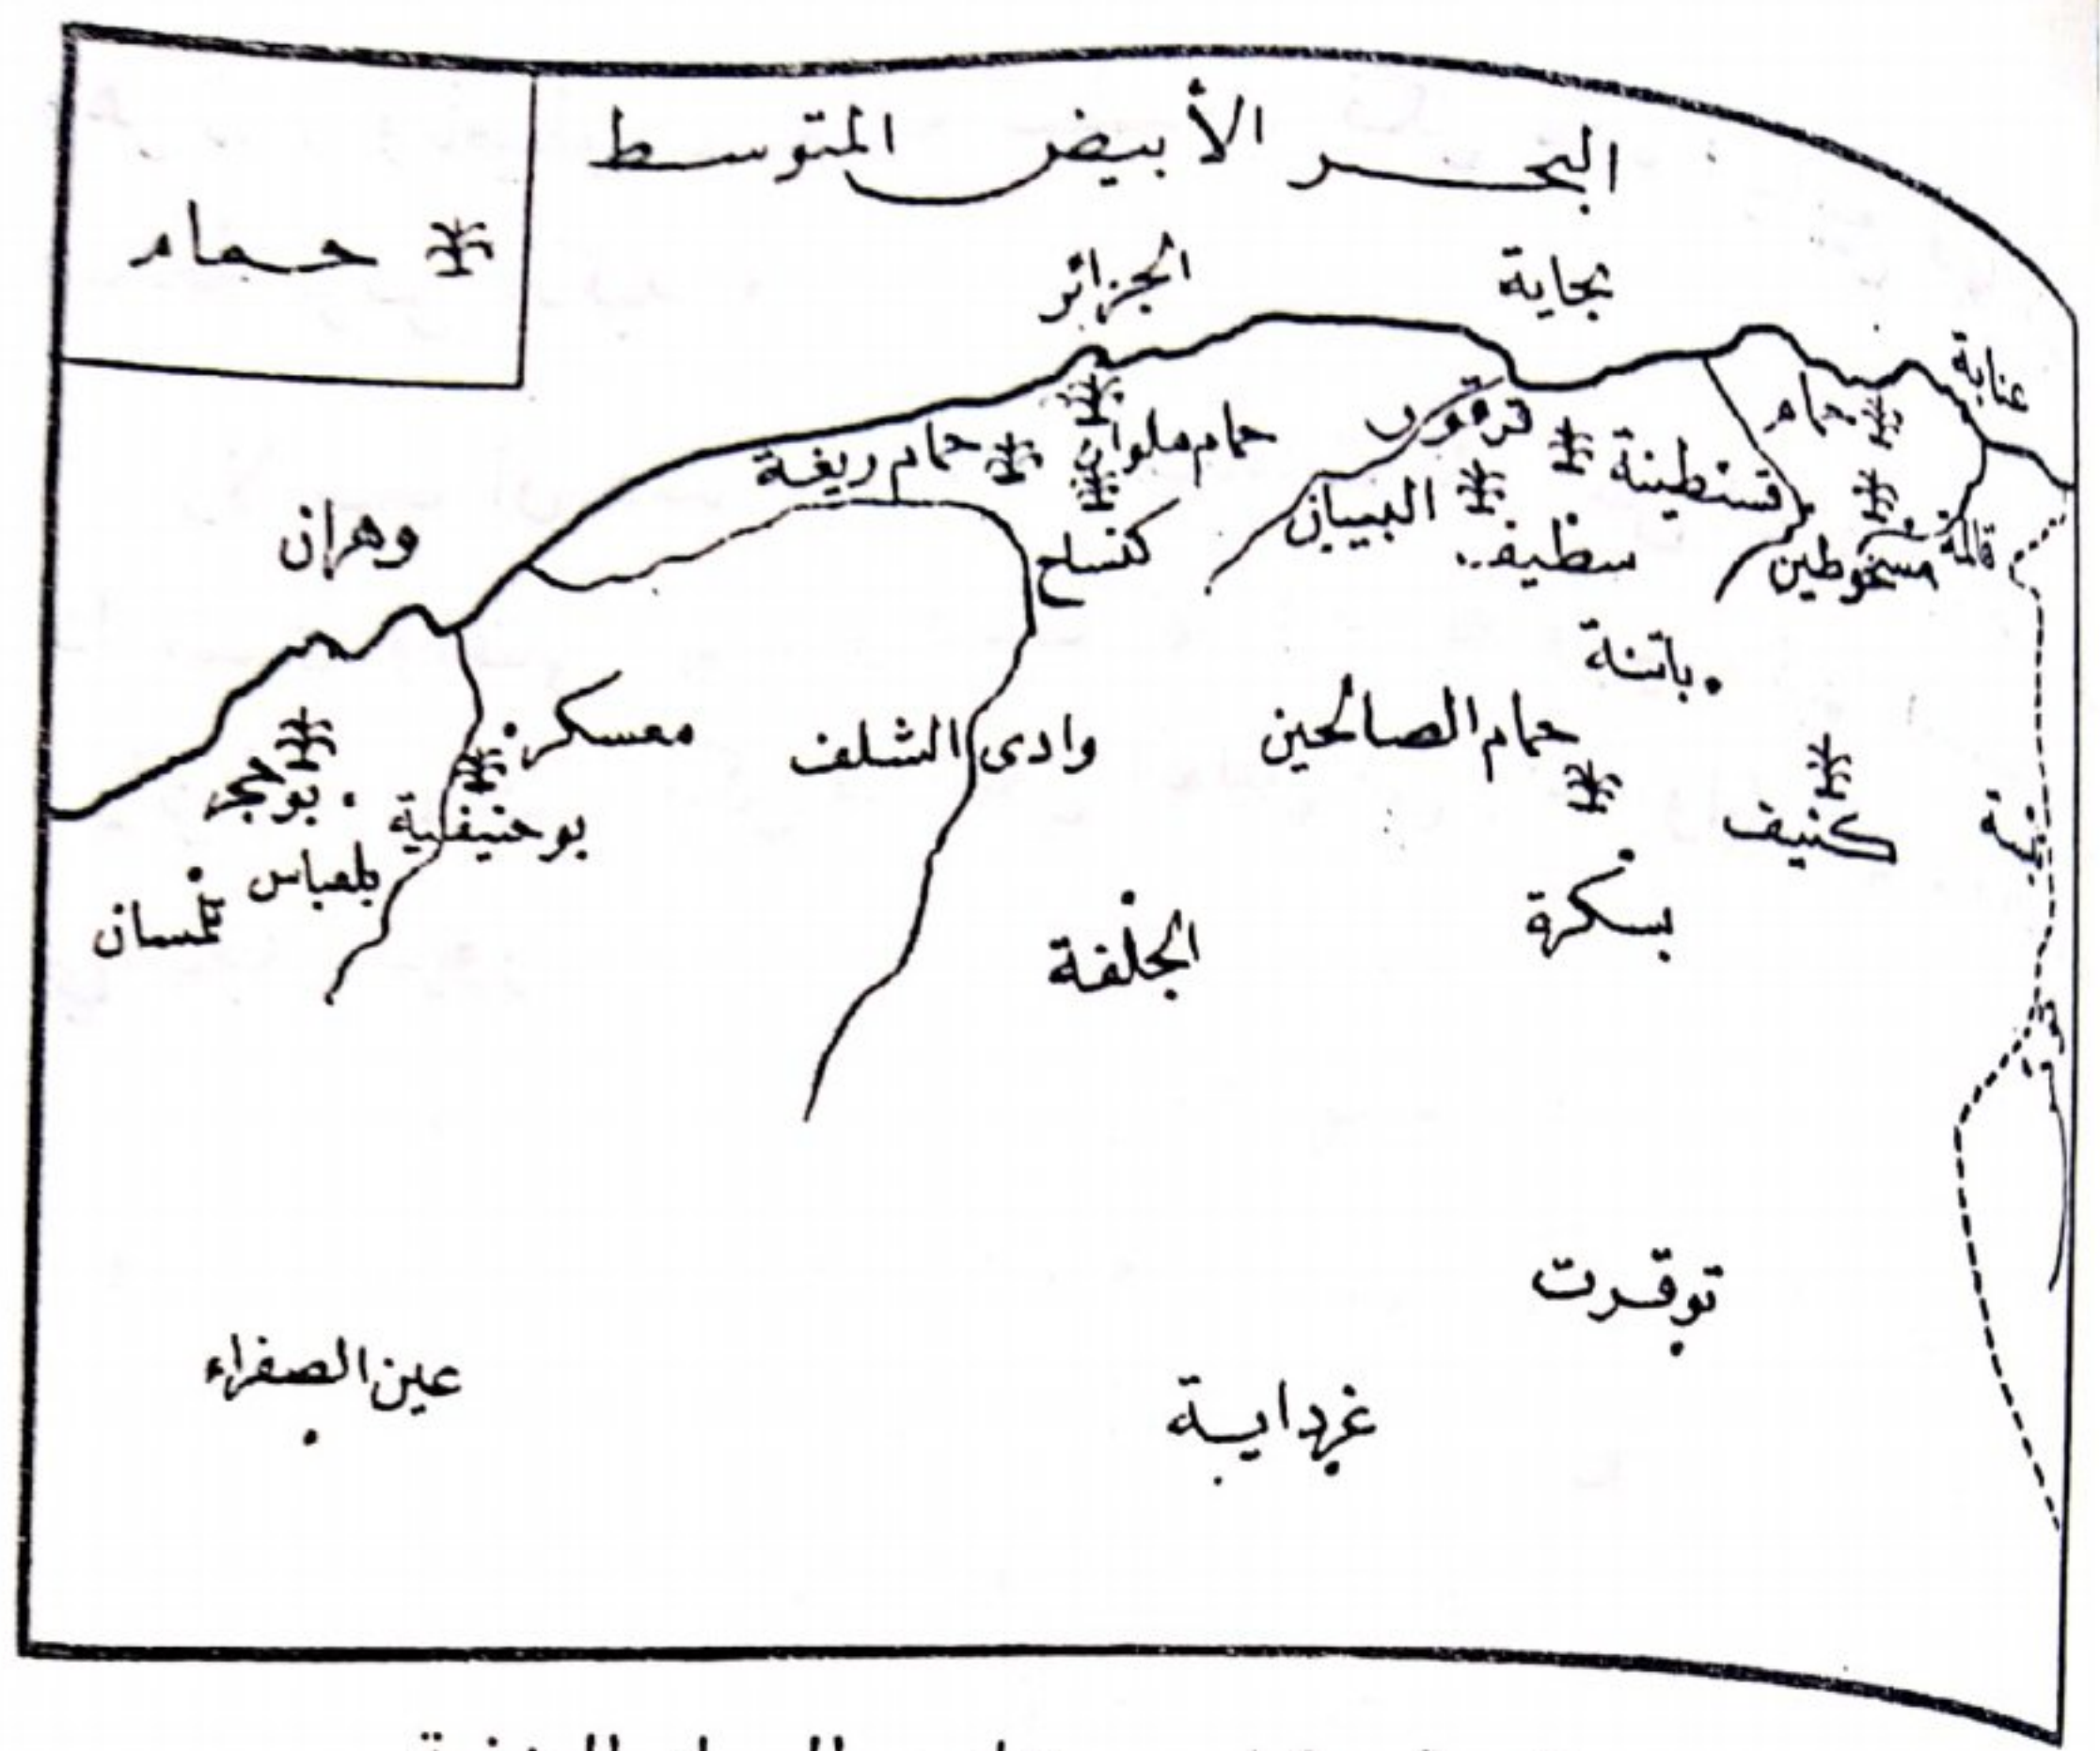 البحر الأبيض المتوسط
حمام
الجزائر
بجاية
عنابة
حمام
حمام ملوان
حمام ريغة
قرقور
قسنطينة
البيبان
سطيف
قالمة
مسخوطين
كنساح
وهران
باتنة
معسكر
وادى الشلف
حمام الصالحين
بوحجر
بوحنيفية
كنيف
بلعباس
تلمسان
بسكرة
الجلفة
توقرت
عين الصفراء
غرداية